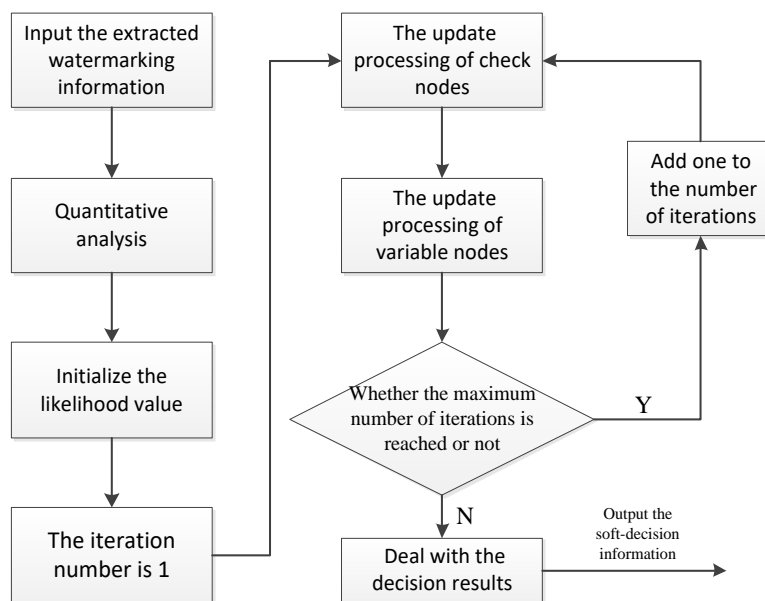 Input the extracted
watermarking
information
Quantitative
analysis
Initialize the
likelihood value
The iteration
number is 1
The update
processing of check
nodes
The update
processing of
variable nodes
Whether the maximum
number of iterations is
reached or not
Y
Add one to
the number
of iterations
N
Deal with the
decision results
Output the
soft-decision
information